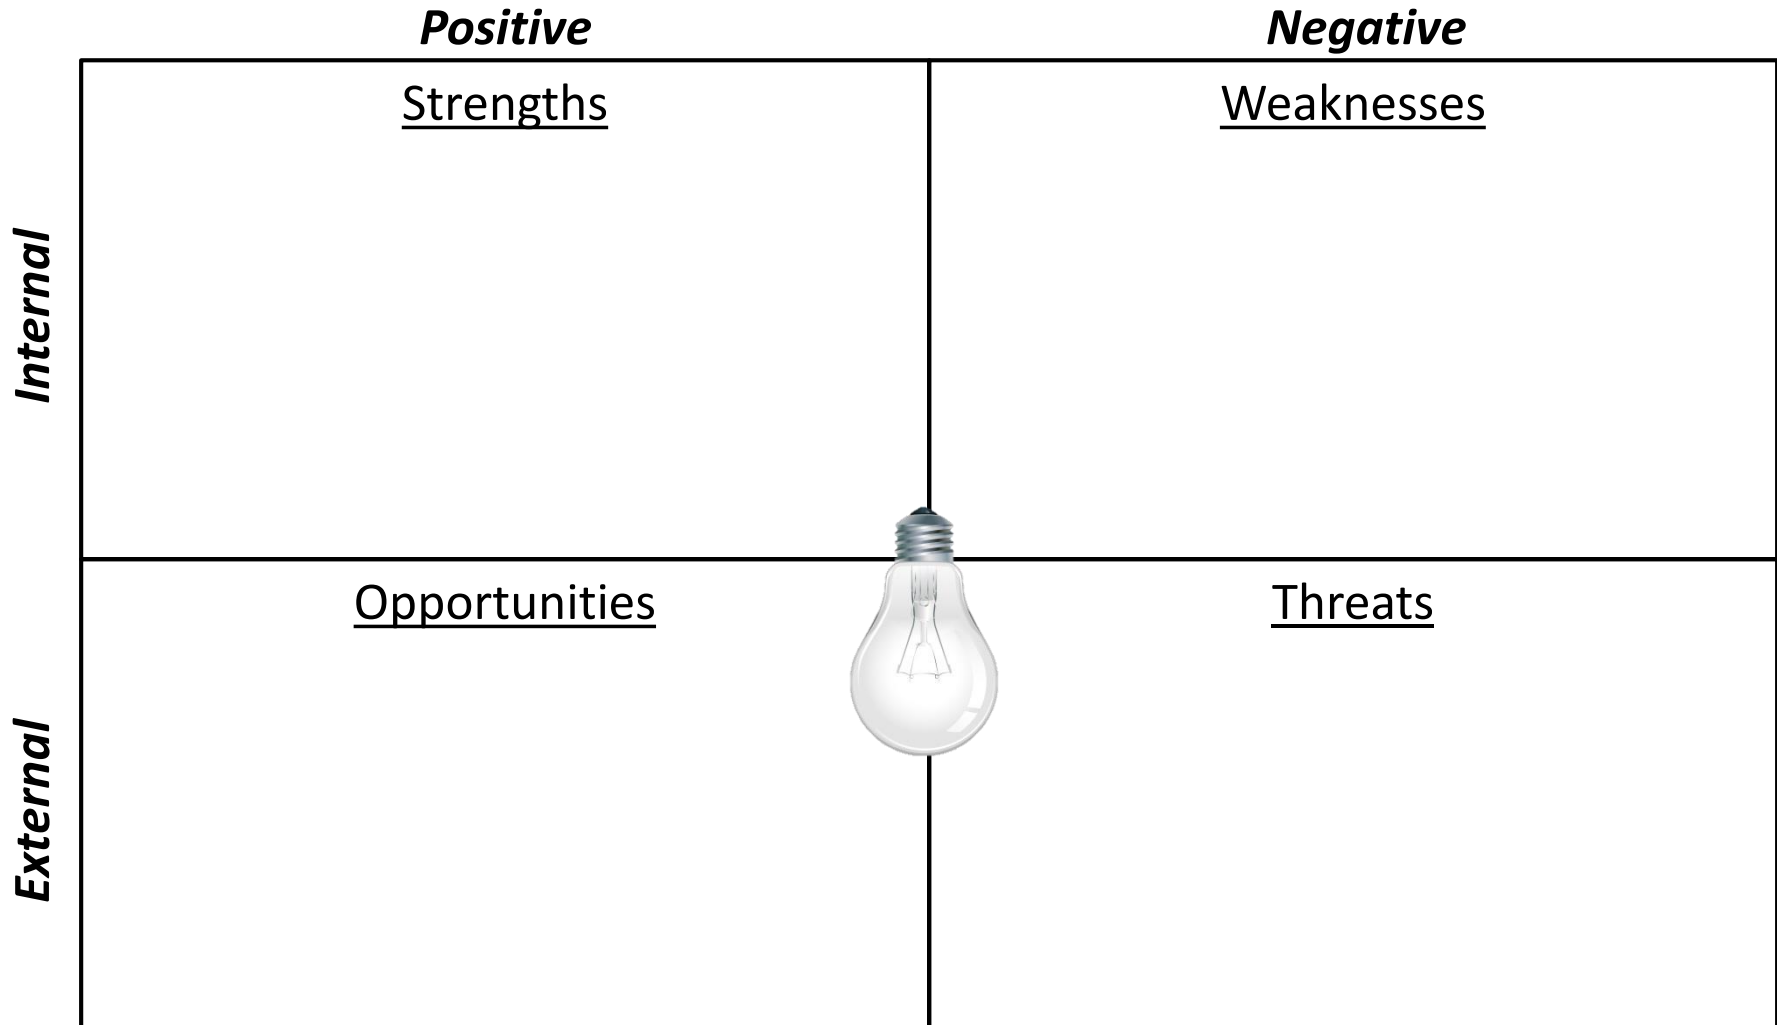 Positive
Negative
Internal
Strengths
Weaknesses
External
Opportunities
Threats